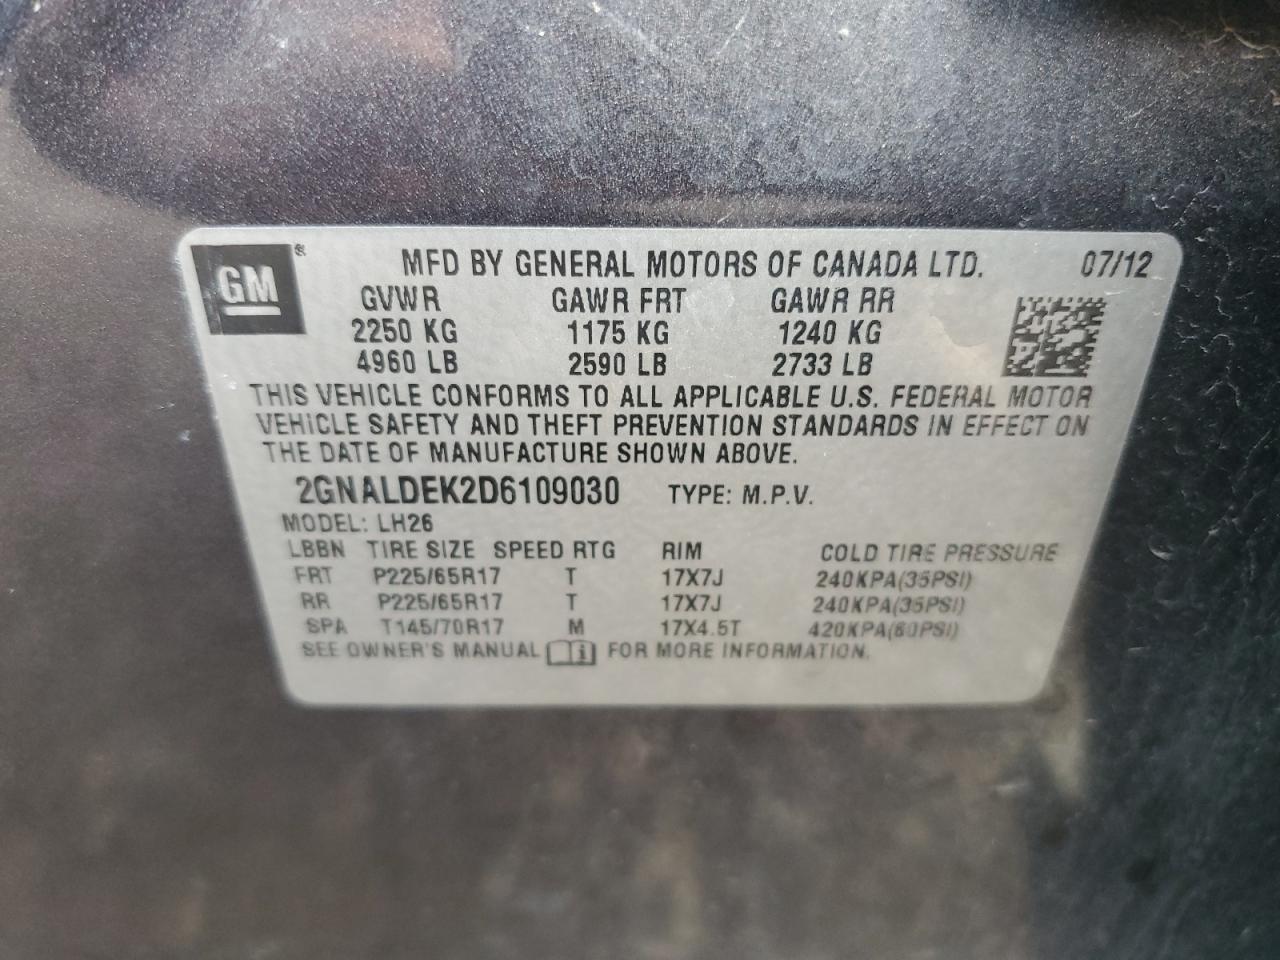 GM ® MFD BY GENERAL MOTORS OF CANADA LTD. 07/12
GVWR GAWR FRT GAWR RR
2250 KG 1175 KG 1240 KG
4960 LB 2590 LB 2733 LB
THIS VEHICLE CONFORMS TO ALL APPLICABLE U.S. FEDERAL MOTOR
VEHICLE SAFETY AND THEFT PREVENTION STANDARDS IN EFFECT ON
THE DATE OF MANUFACTURE SHOWN ABOVE.
2GNALDEK2D6109030 TYPE: M.P.V.
MODEL: LH26
LBBN TIRE SIZE SPEED RTG RIM COLD TIRE PRESSURE
FRT P225/65R17 T 17X7J 240KPA(35PSI)
RR P225/65R17 T 17X7J 240KPA(35PSI)
SPA T145/70R17 M 17X4.5T 420KPA(60PSI)
SEE OWNER'S MANUAL i FOR MORE INFORMATION.